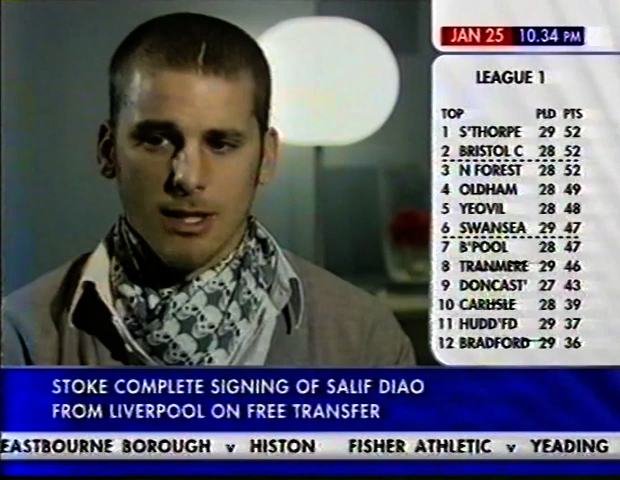 JAN 25 10.34 PM
LEAGUE 1
TOP PLD PTS
1 S'THORPE 29 52
2 BRISTOL C 28 52
3 N FOREST 28 52
4 OLDHAM 28 49
5 YEOVIL 28 48
6 SWANSEA 29 47
7 B'POOL 28 47
8 TRANMERE 29 46
9 DONCAST' 27 43
10 CARLISLE 28 39
11 HUDD'FD 29 37
12 BRADFORD 29 36
STOKE COMPLETE SIGNING OF SALIF DIAO
FROM LIVERPOOL ON FREE TRANSFER
EASTBOURNE BOROUGH v HISTON FISHER ATHLETIC v YEADING